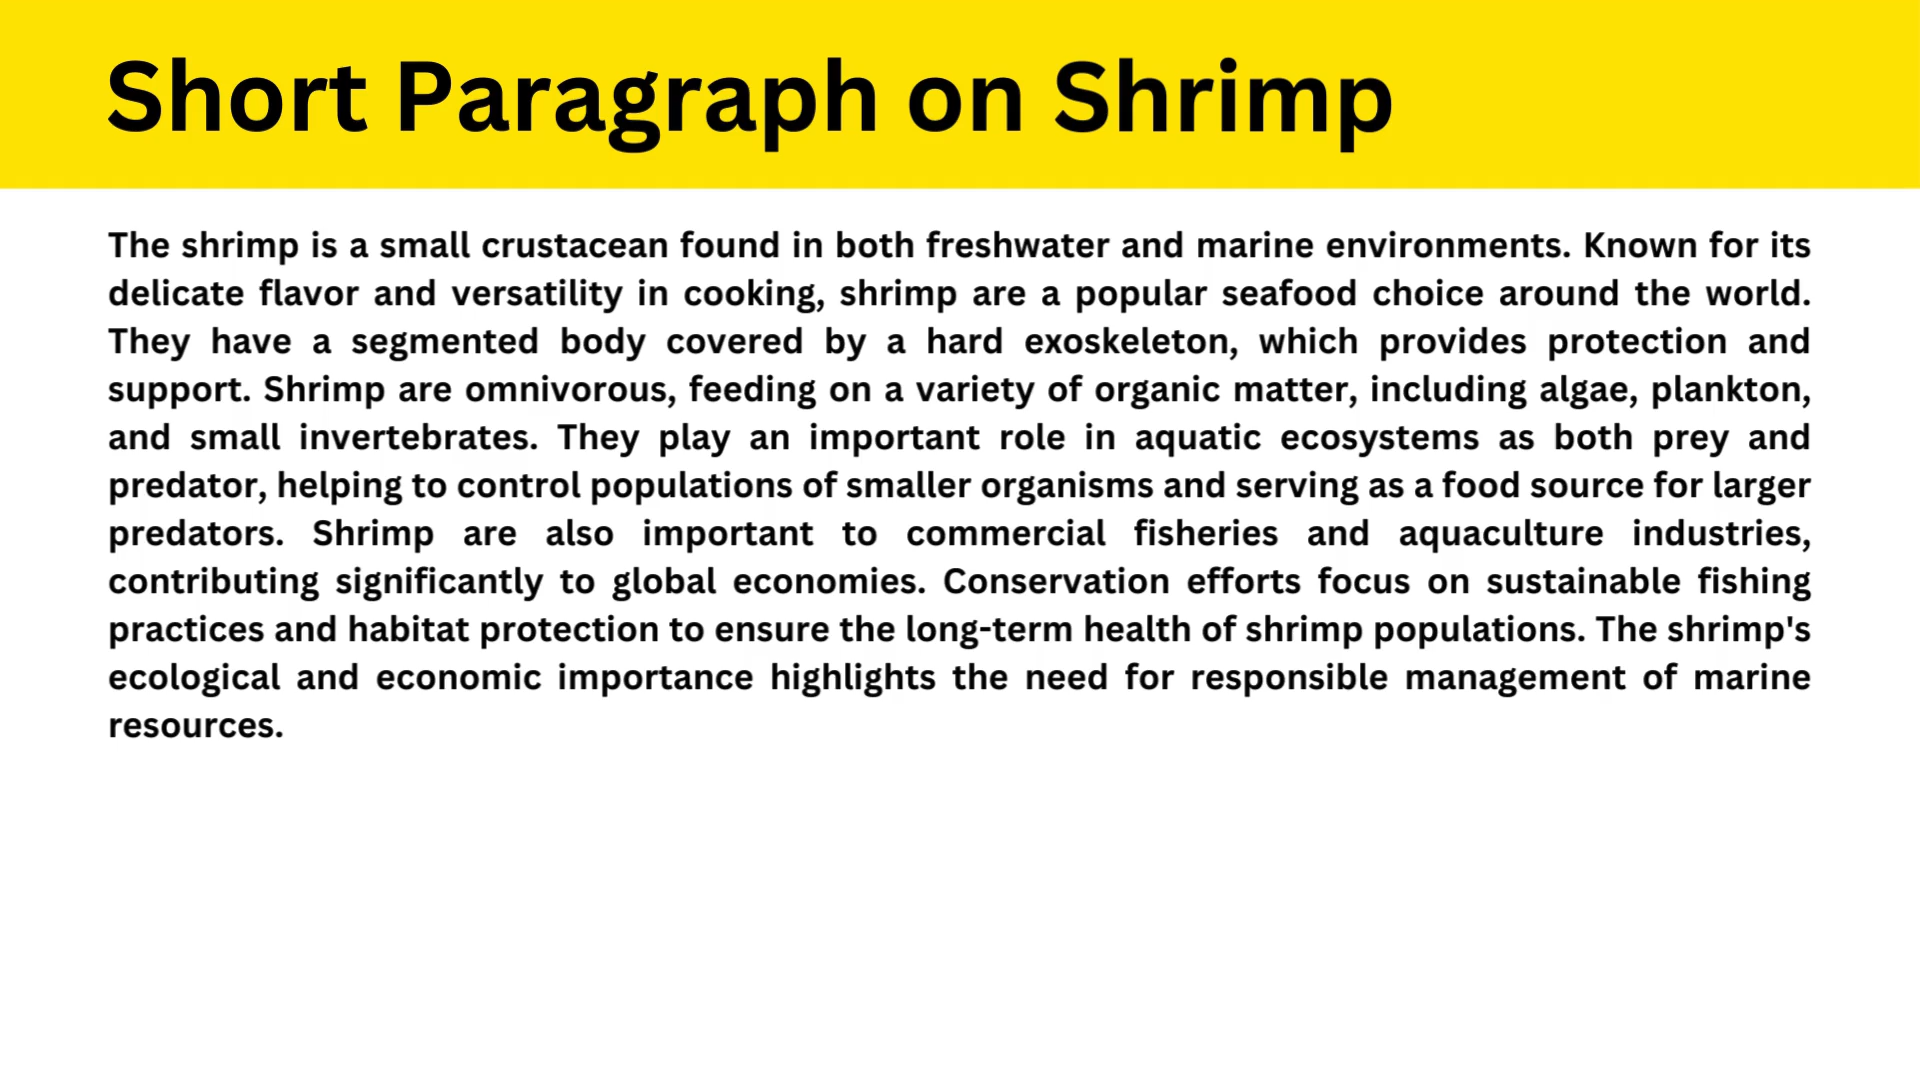 Short Paragraph on Shrimp
The shrimp is a small crustacean found in both freshwater and marine environments. Known for its
delicate flavor and versatility in cooking, shrimp are a popular seafood choice around the world.
They have a segmented body covered by a hard exoskeleton, which provides protection and
support. Shrimp are omnivorous, feeding on a variety of organic matter, including algae, plankton,
and small invertebrates. They play an important role in aquatic ecosystems as both prey and
predator, helping to control populations of smaller organisms and serving as a food source for larger
predators. Shrimp are also important to commercial fisheries and aquaculture industries,
contributing significantly to global economies. Conservation efforts focus on sustainable fishing
practices and habitat protection to ensure the long-term health of shrimp populations. The shrimp's
ecological and economic importance highlights the need for responsible management of marine
resources.